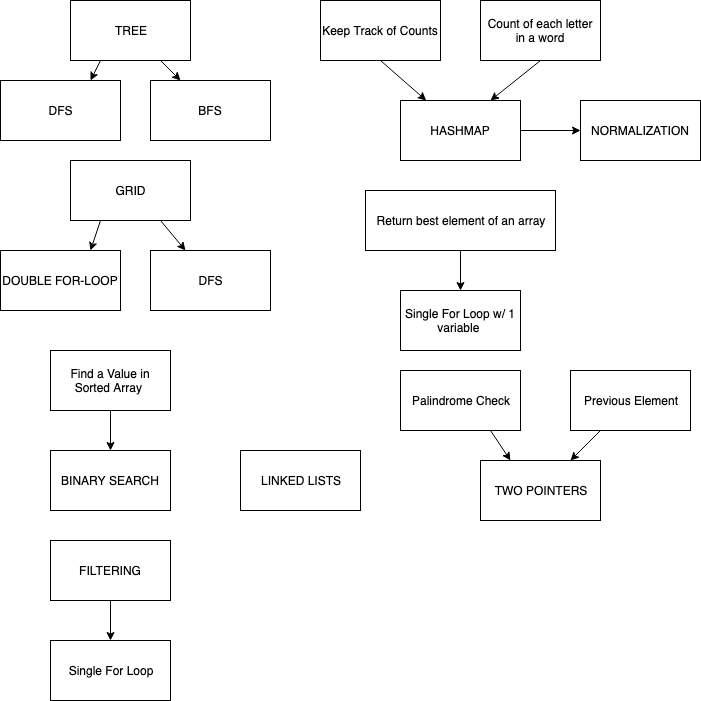 TREE
DFS
BFS
GRID
DOUBLE FOR-LOOP
DFS
Find a Value in
Sorted Array
BINARY SEARCH
LINKED LISTS
FILTERING
Single For Loop
Keep Track of Counts
Count of each letter
in a word
HASHMAP
NORMALIZATION
Return best element of an array
Single For Loop w/ 1
variable
Palindrome Check
Previous Element
TWO POINTERS